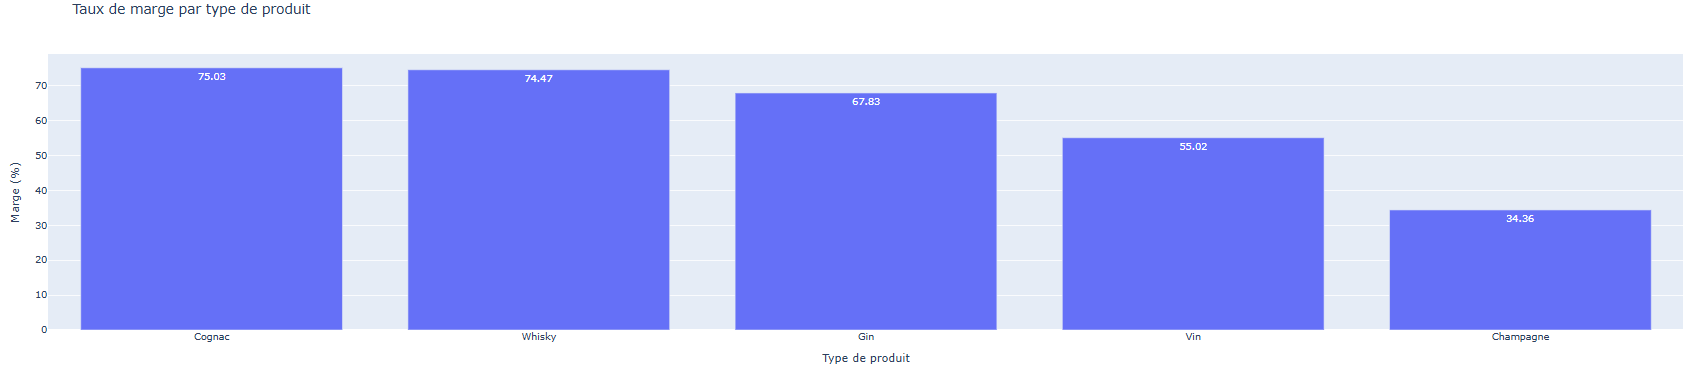 Taux de marge par type de produit
Marge (%)
70
60
50
40
30
20
10
0
75.03
74.47
67.83
55.02
34.36
Cognac
Whisky
Gin
Vin
Champagne
Type de produit